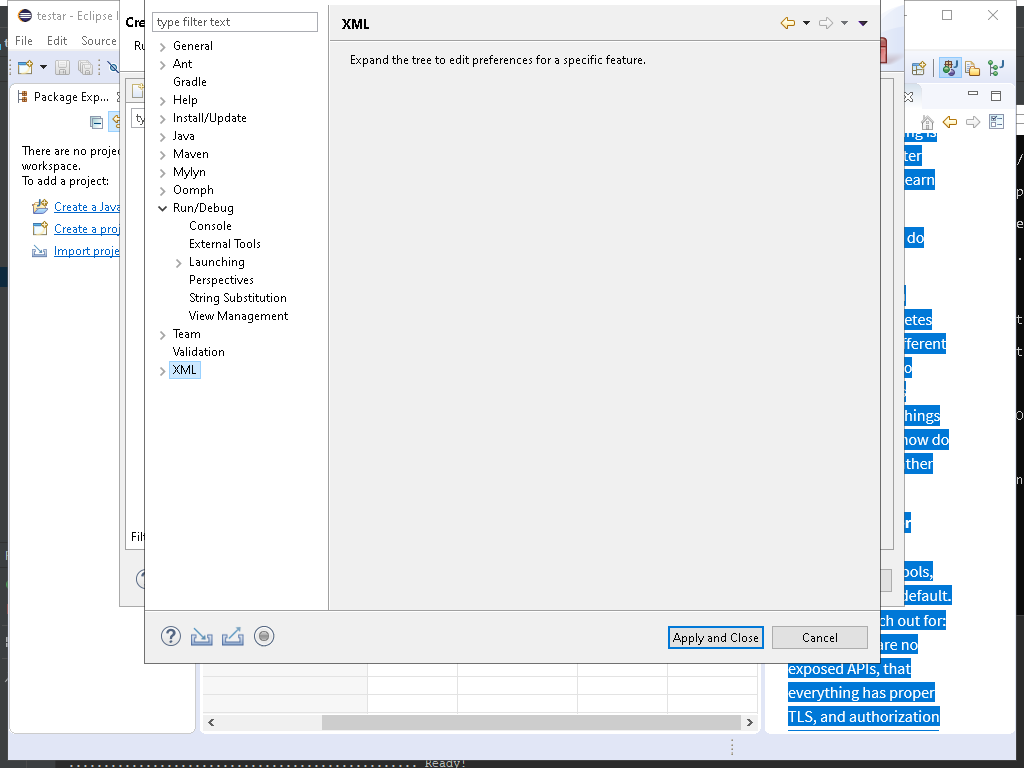 testar - Eclipse I
File Edit Source
Cre
Ru
Package Exp...
There are no proje
workspace.
To add a project:
Create a Java
Create a proj
Import proje
ty
Filt
type filter text
General
Ant
Gradle
Help
Install/Update
Java
Maven
Mylyn
Oomph
Run/Debug
Console
External Tools
Launching
Perspectives
String Substitution
View Management
Team
Validation
XML
XML
Expand the tree to edit preferences for a specific feature.
Apply and Close
Cancel
ng is
ter
earn
do
etes
fferent
o
hings
how do
ther
r
ools,
default.
ch out for:
are no
exposed APIs, that
everything has proper
TLS, and authorization
Ready!